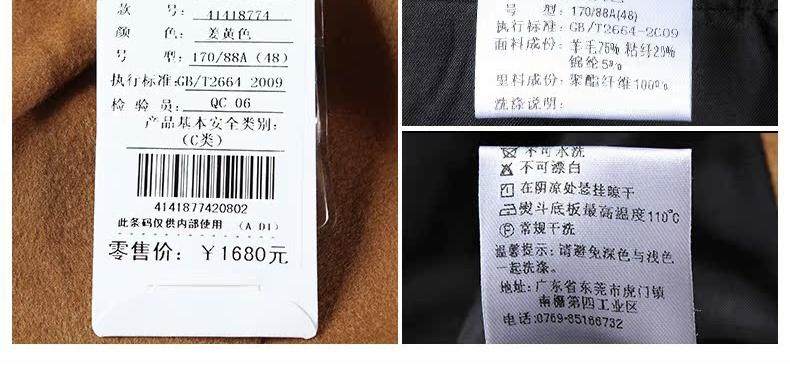 款 号: 41418774
颜 色: 姜黄色
号 型: 170/88A (48)
执行标准:GB/T2664-2009
检 验 员: QC 06
产品基本安全类别:
(C类)
4141877420802
此条码仅供内部使用 (A D1)
零售价: ￥1680元
号 型: 170/88A(48)
执行标准: GB/T2664-2009
面料成份: 羊毛75% 粘纤20%
锦纶5%
里料成份: 聚酯纤维100%
洗涤说明:
不可水洗
不可漂白
在阴凉处悬挂晾干
熨斗底板最高温度110℃
P 常规干洗
温馨提示: 请避免深色与浅色
一起洗涤。
地址: 广东省东莞市虎门镇
南栅第四工业区
电话:0769-85166732